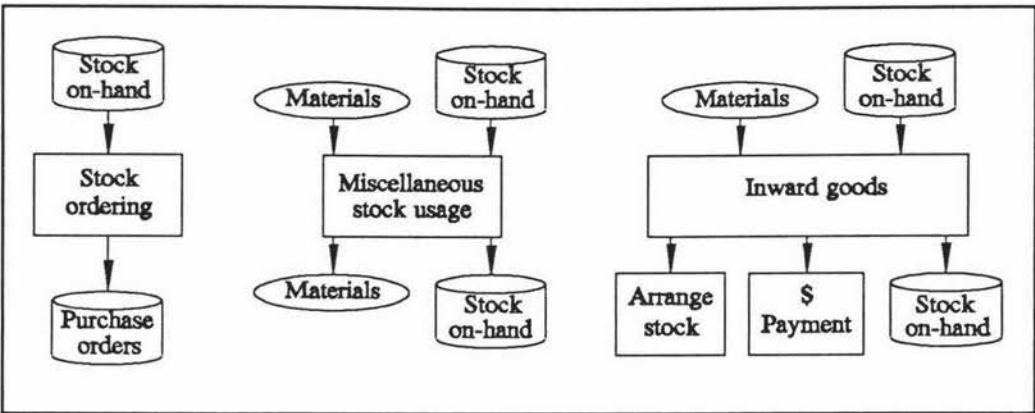 Stock
on-hand
Stock
ordering
Purchase
orders
Materials
Stock
on-hand
Miscellaneous
stock usage
Materials
Stock
on-hand
Materials
Stock
on-hand
Inward goods
Arrange
stock
$
Payment
Stock
on-hand